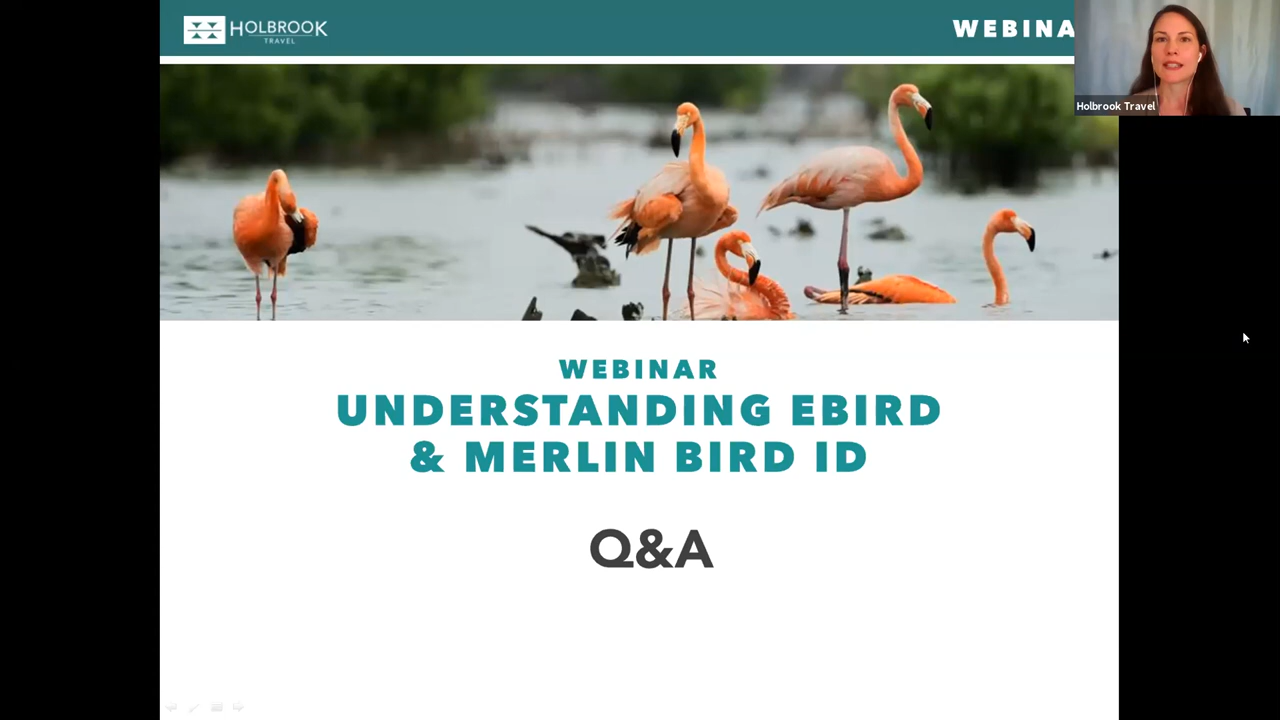 HOLBROOK
TRAVEL
WEBINA
Holbrook Travel
WEBINAR
UNDERSTANDING EBIRD
& MERLIN BIRD ID
Q&A